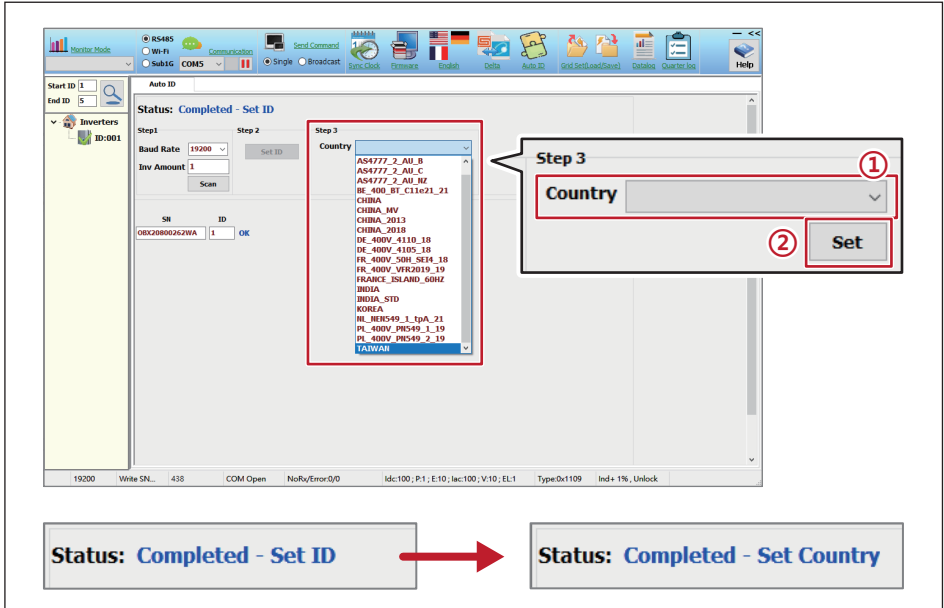 Monitor Mode
RS485
Wi-Fi
Sub1G
COM5
Communication
Send Command
Single
Broadcast
Sync Clock
Firmware
English
Delta
Auto ID
Grid Set(Load/Save)
Datalog
Quarter log
<<
Help
Start ID 1
End ID 5
Inverters
ID:001
Auto ID
Status: Completed - Set ID
Step1
Baud Rate 19200
Inv Amount 1
Scan
Step 2
Set ID
Step 3
Country
AS4777_2_AU_B
AS4777_2_AU_C
AS4777_2_AU_NZ
BE_400_BT_C11e21_21
CHINA
CHINA_MV
CHINA_2013
CHINA_2018
DE_400V_4110_18
DE_400V_4105_18
FR_400V_50H_SEI4_18
FR_400V_VFR2019_19
FRANCE_ISLAND_60HZ
INDIA
INDIA_STD
KOREA
NL_NEN549_1_tpA_21
PL_400V_PN549_1_19
PL_400V_PN549_2_19
TAIWAN
SN ID
OBX20800262WA 1 OK
Step 3
①
Country
②
Set
19200 Write SN... 438 COM Open NoRx/Error:0/0 Idc:100 ; P:1 ; E:10 ; Iac:100 ; V:10 ; EL:1 Type:0x1109 Ind+ 1% , Unlock
Status: Completed - Set ID
Status: Completed - Set Country